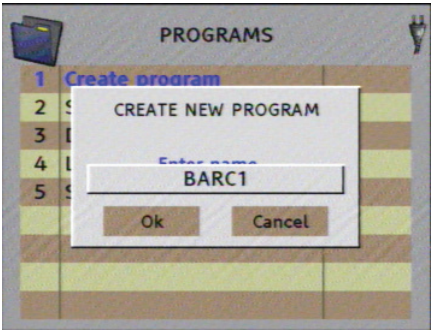 PROGRAMS
1 Create program
2 S
3
4 L
5 S
CREATE NEW PROGRAM
Enter name
BARC1
Ok Cancel